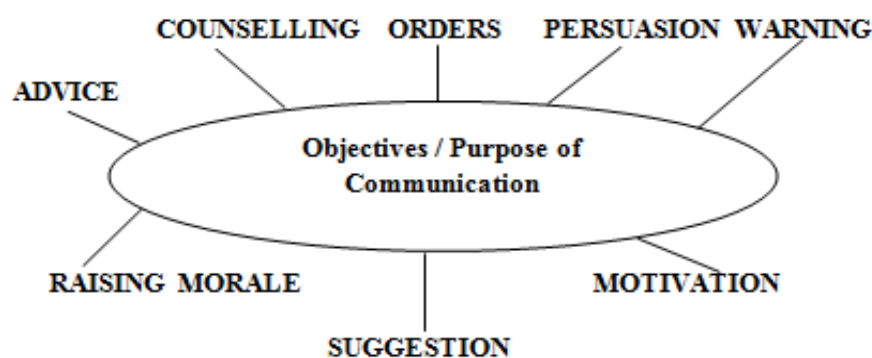 COUNSELLING ORDERS PERSUASION WARNING
ADVICE
Objectives / Purpose of
Communication
RAISING MORALE MOTIVATION
SUGGESTION